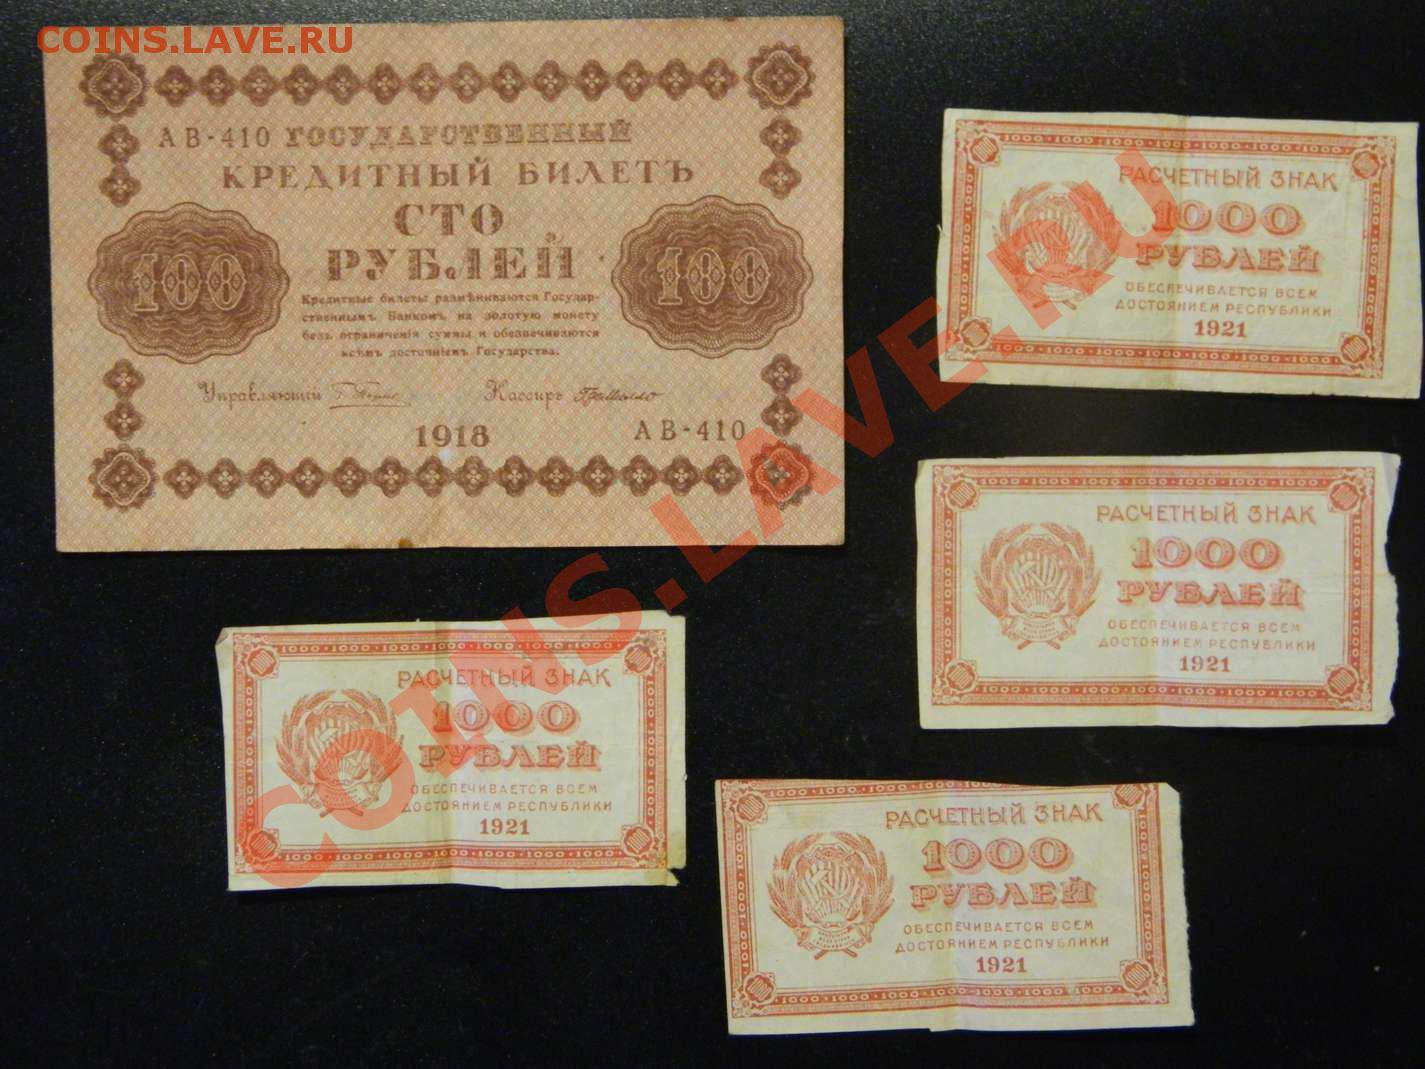 COINS.LAVE.RU
АВ-410 ГОСУДАРСТВЕННЫЙ
КРЕДИТНЫЙ БИЛЕТЪ
СТО
РУБЛЕЙ
100
100
Кредитные билеты размѣниваются Государ-
ственнымъ Банкомъ на золотую монету
безъ ограниченія суммы и обезпечиваются
всѣмъ достояніемъ Государства.
Управляющій
Кассиръ
1918
АВ-410
РАСЧЕТНЫЙ ЗНАК
1000
РУБЛЕЙ
ОБЕСПЕЧИВАЕТСЯ ВСЕМ
ДОСТОЯНИЕМ РЕСПУБЛИКИ
1921
РАСЧЕТНЫЙ ЗНАК
1000
РУБЛЕЙ
ОБЕСПЕЧИВАЕТСЯ ВСЕМ
ДОСТОЯНИЕМ РЕСПУБЛИКИ
1921
РАСЧЕТНЫЙ ЗНАК
1000
РУБЛЕЙ
ОБЕСПЕЧИВАЕТСЯ ВСЕМ
ДОСТОЯНИЕМ РЕСПУБЛИКИ
1921
РАСЧЕТНЫЙ ЗНАК
1000
РУБЛЕЙ
ОБЕСПЕЧИВАЕТСЯ ВСЕМ
ДОСТОЯНИЕМ РЕСПУБЛИКИ
1921
COINS.LAVE.RU